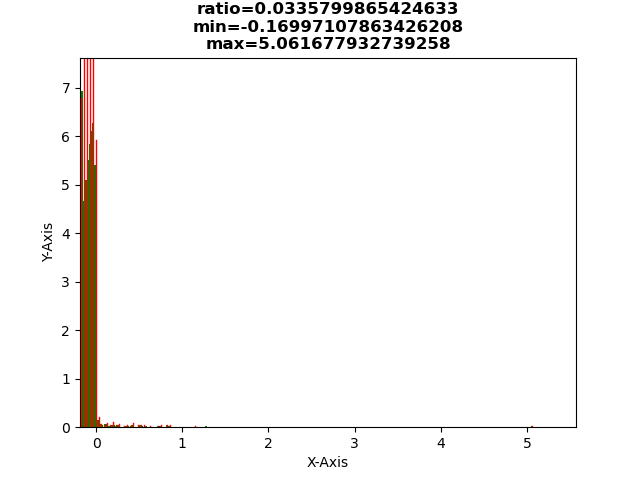 ratio=0.0335799865424633
min=-0.16997107863426208
max=5.061677932739258
7
6
5
4
3
2
1
0
Y-Axis
0 1 2 3 4 5
X-Axis